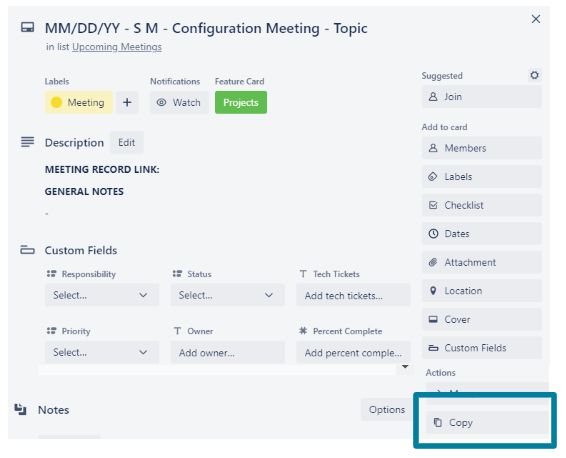 MM/DD/YY - S M - Configuration Meeting - Topic
in list Upcoming Meetings
Labels
Notifications
Feature Card
Meeting
+
Watch
Projects
Description
Edit
MEETING RECORD LINK:
GENERAL NOTES
-
Custom Fields
Responsibility
Status
Tech Tickets
Select...
Select...
Add tech tickets...
Priority
Owner
Percent Complete
Select...
Add owner...
Add percent comple...
Notes
Options
Suggested
Join
Add to card
Members
Labels
Checklist
Dates
Attachment
Location
Cover
Custom Fields
Actions
Copy